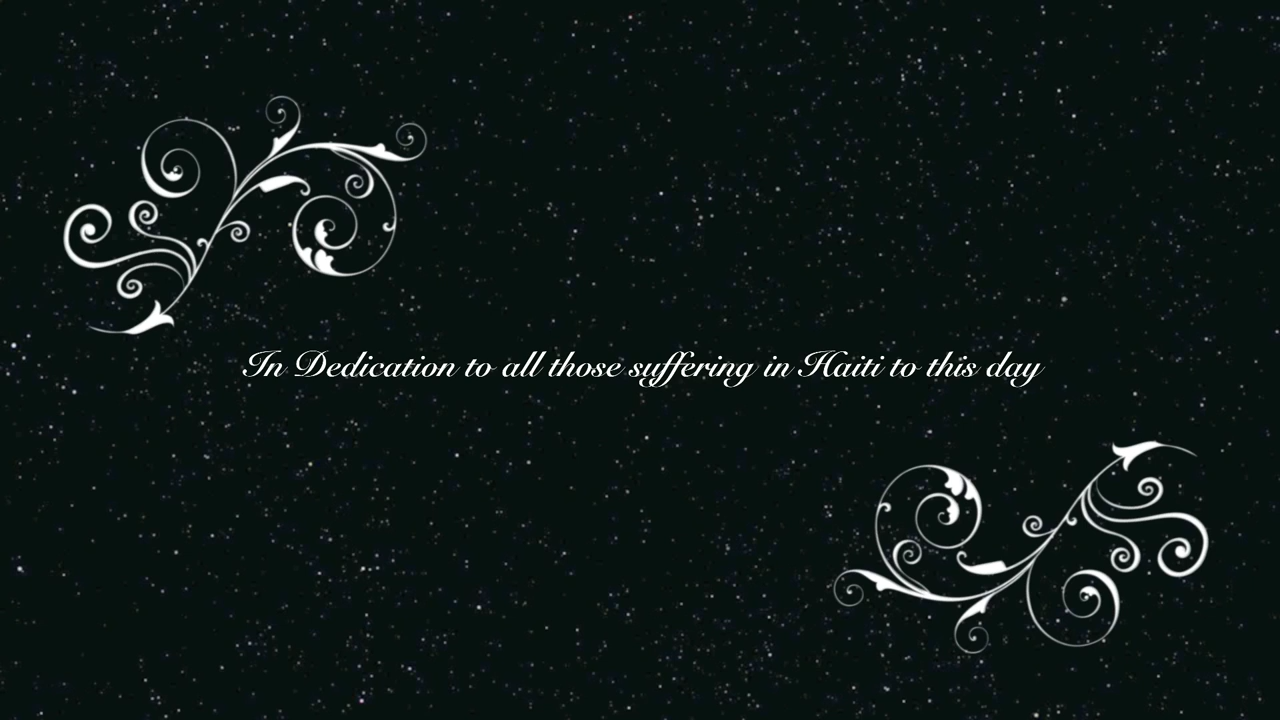 In Dedication to all those suffering in Haiti to this day